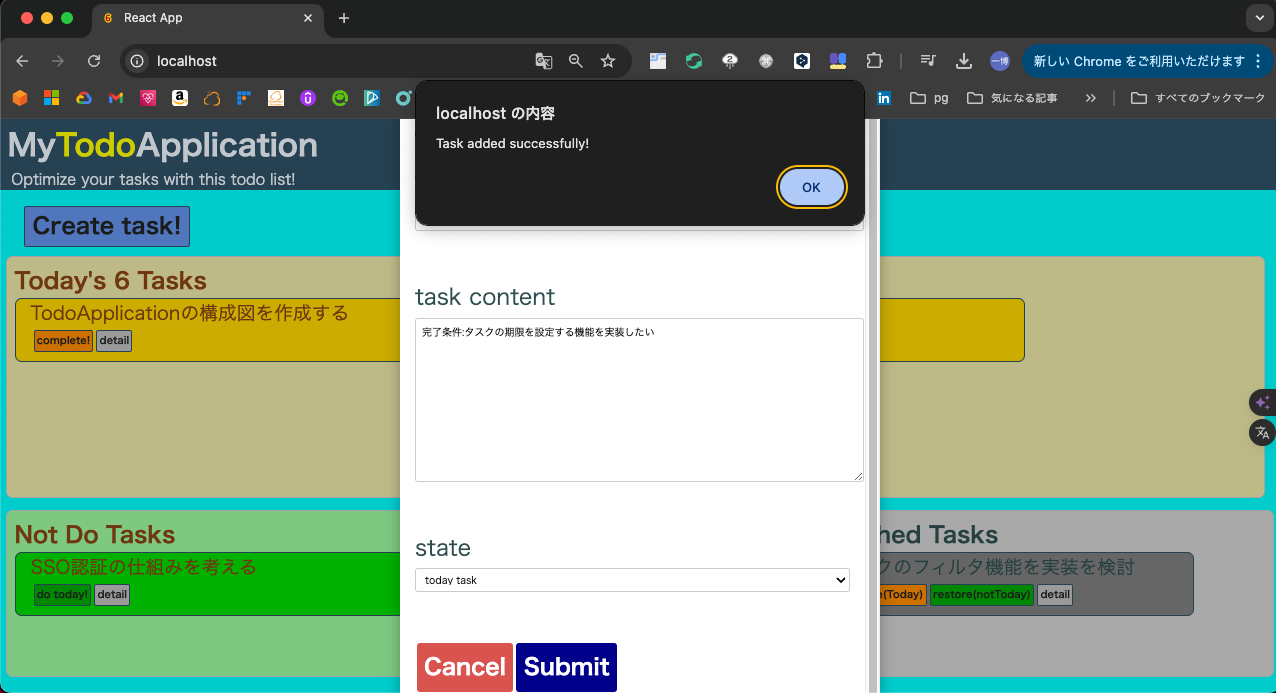 React App
localhost
新しい Chrome をご利用いただけます
pg
気になる記事
すべてのブックマーク
localhost の内容
Task added successfully!
OK
MyTodoApplication
Optimize your tasks with this todo list!
Create task!
Today's 6 Tasks
TodoApplicationの構成図を作成する
complete!
detail
task content
完了条件:タスクの期限を設定する機能を実装したい
state
today task
Cancel
Submit
Not Do Tasks
SSO認証の仕組みを考える
do today!
detail
hed Tasks
クのフィルタ機能を実装を検討
(Today)
restore(notToday)
detail